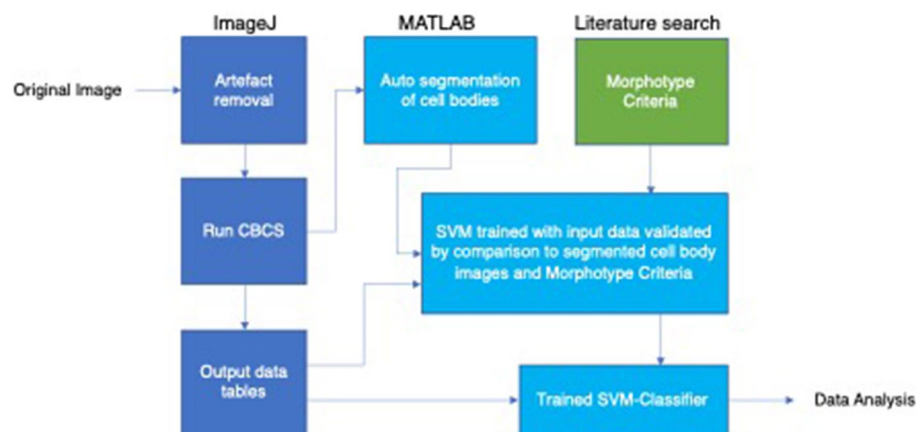 ImageJ
MATLAB
Literature search
Original Image
Artefact
removal
Auto segmentation
of cell bodies
Morphotype
Criteria
Run CBCS
SVM trained with input data validated
by comparison to segmented cell body
images and Morphotype Criteria
Output data
tables
Trained SVM-Classifier
Data Analysis